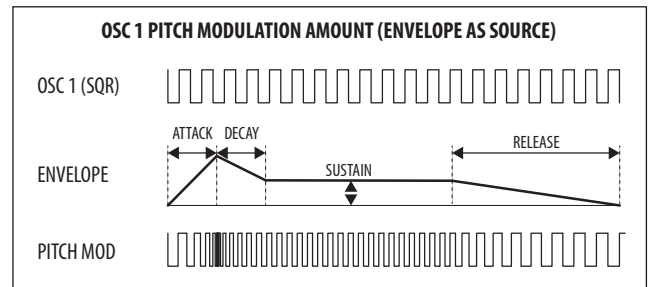 OSC 1 PITCH MODULATION AMOUNT (ENVELOPE AS SOURCE)
OSC 1 (SQR)
ATTACK DECAY RELEASE
ENVELOPE SUSTAIN
PITCH MOD